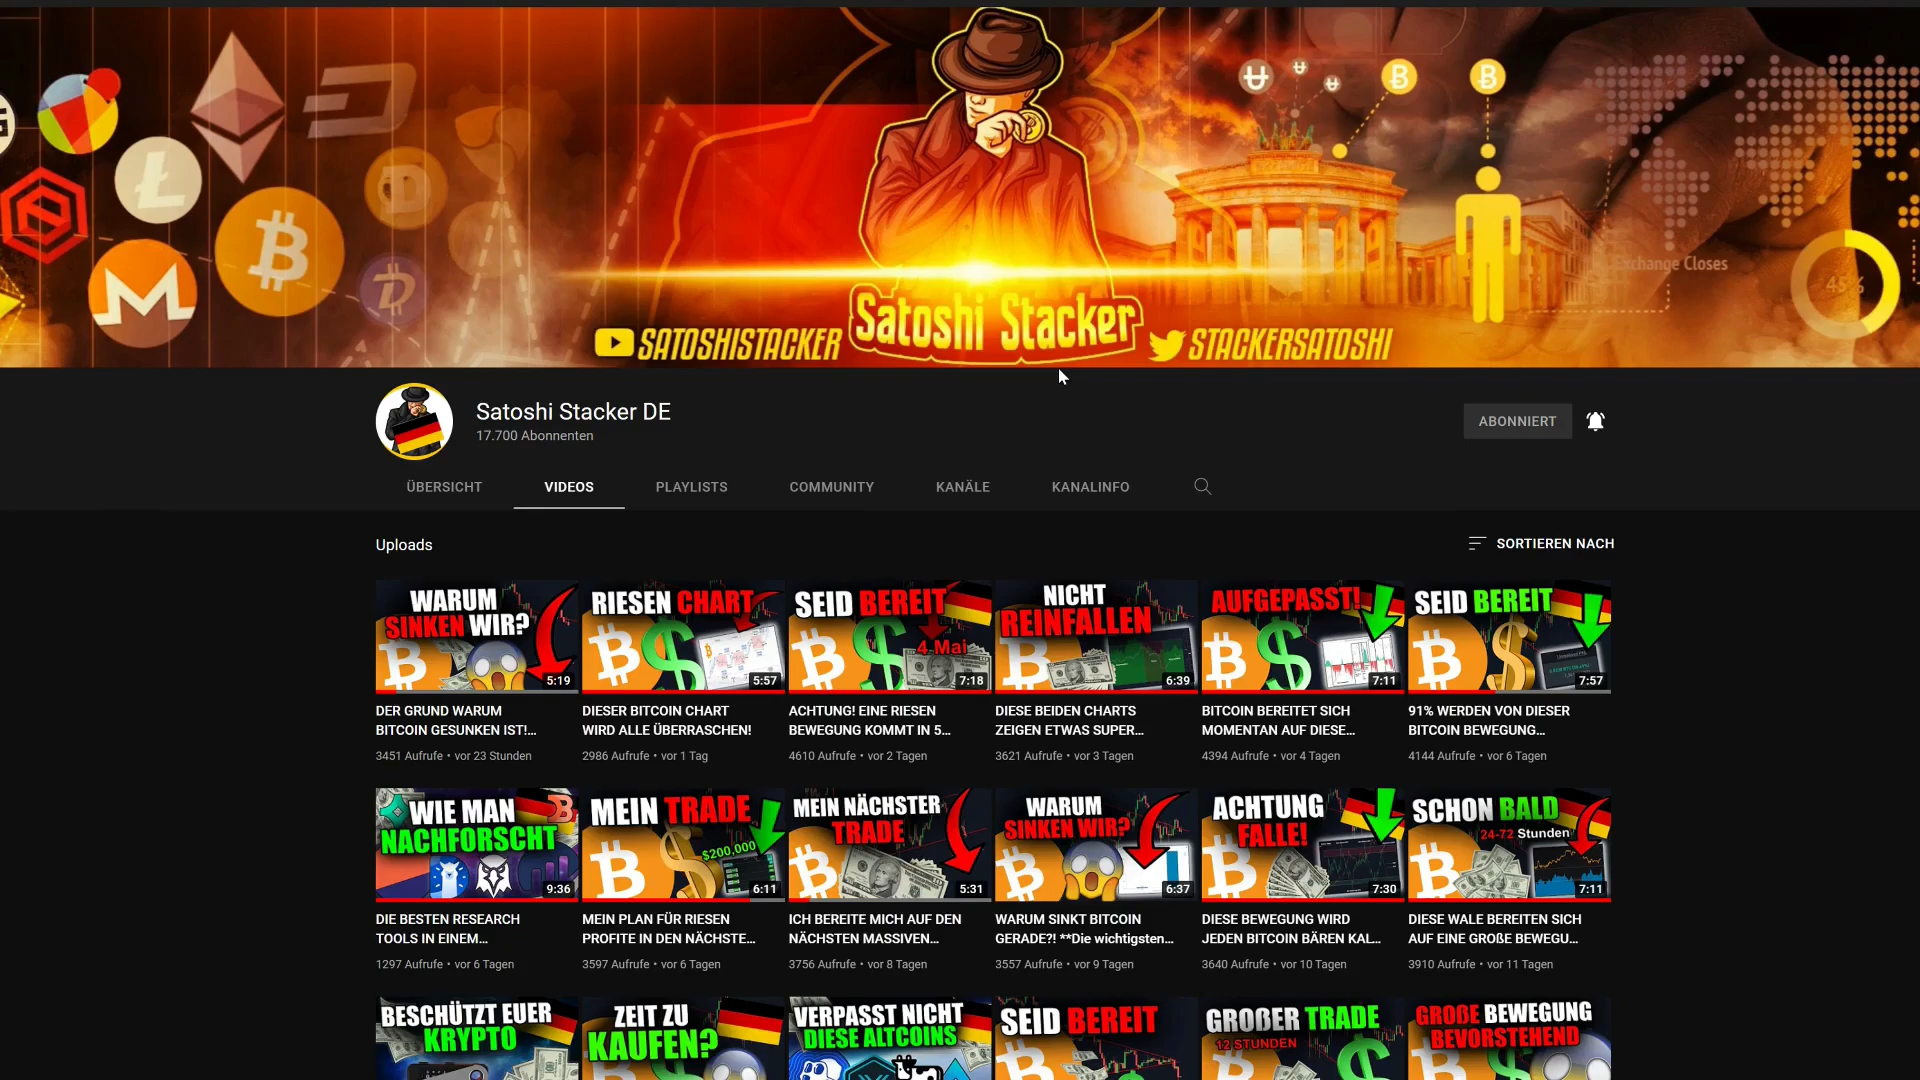 Exchange Closes
45%
Satoshi Stacker
SATOSHISTACKER
STACKERSATOSHI
Satoshi Stacker DE
17.700 Abonnenten
ABONNIERT
ÜBERSICHT
VIDEOS
PLAYLISTS
COMMUNITY
KANÄLE
KANALINFO
Uploads
SORTIEREN NACH
WARUM
SINKEN WIR?
5:19
DER GRUND WARUM
BITCOIN GESUNKEN IST!...
3451 Aufrufe • vor 23 Stunden
RIESEN CHART
5:57
DIESER BITCOIN CHART
WIRD ALLE ÜBERRASCHEN!
2986 Aufrufe • vor 1 Tag
SEID BEREIT
4 Mai
7:18
ACHTUNG! EINE RIESEN
BEWEGUNG KOMMT IN 5...
4610 Aufrufe • vor 2 Tagen
NICHT
REINFALLEN
6:39
DIESE BEIDEN CHARTS
ZEIGEN ETWAS SUPER...
3621 Aufrufe • vor 3 Tagen
AUFGEPASST!
7:11
BITCOIN BEREITET SICH
MOMENTAN AUF DIESE...
4394 Aufrufe • vor 4 Tagen
SEID BEREIT
7:57
91% WERDEN VON DIESER
BITCOIN BEWEGUNG...
4144 Aufrufe • vor 6 Tagen
WIE MAN
NACHFORSCHT
9:36
DIE BESTEN RESEARCH
TOOLS IN EINEM...
1297 Aufrufe • vor 6 Tagen
MEIN TRADE
$200,000
6:11
MEIN PLAN FÜR RIESEN
PROFITE IN DEN NÄCHSTE...
3597 Aufrufe • vor 6 Tagen
MEIN NÄCHSTER
TRADE
5:31
ICH BEREITE MICH AUF DEN
NÄCHSTEN MASSIVEN...
3756 Aufrufe • vor 8 Tagen
WARUM
SINKEN WIR?
6:37
WARUM SINKT BITCOIN
GERADE?! **Die wichtigsten...
3557 Aufrufe • vor 9 Tagen
ACHTUNG
FALLE!
7:30
DIESE BEWEGUNG WIRD
JEDEN BITCOIN BÄREN KAL...
3640 Aufrufe • vor 10 Tagen
SCHON BALD
24-72 Stunden
7:11
DIESE WALE BEREITEN SICH
AUF EINE GROßE BEWEGU...
3910 Aufrufe • vor 11 Tagen
BESCHÜTZT EUER
KRYPTO
ZEIT ZU
KAUFEN?
VERPASST NICHT
DIESE ALTCOINS
SEID BEREIT
GROßER TRADE
12 STUNDEN
GROßE BEWEGUNG
BEVORSTEHEND